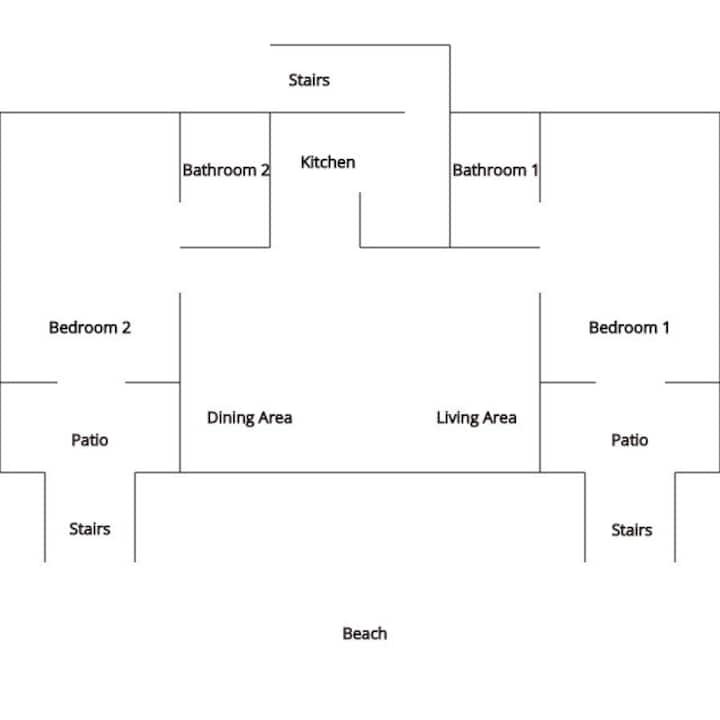 Stairs
Bathroom 2
Kitchen
Bathroom 1
Bedroom 2
Bedroom 1
Dining Area
Living Area
Patio
Patio
Stairs
Stairs
Beach